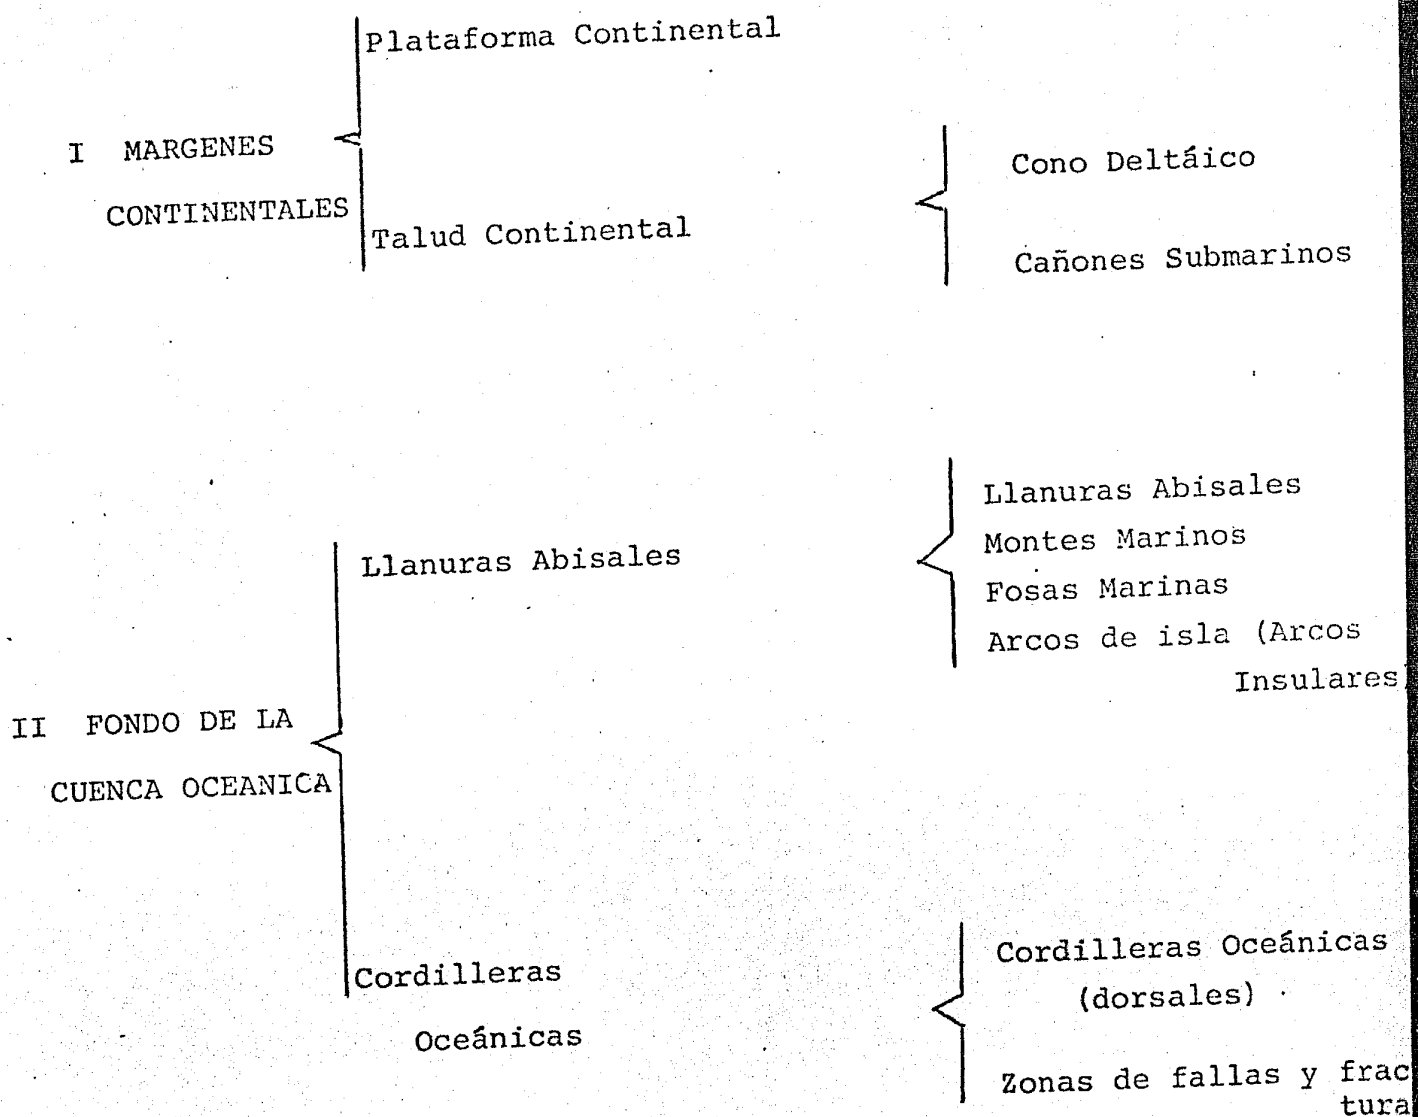 Plataforma Continental
I MARGENES
CONTINENTALES
Talud Continental
Cono Deltáico
Cañones Submarinos
II FONDO DE LA
CUENCA OCEANICA
Llanuras Abisales
Llanuras Abisales
Montes Marinos
Fosas Marinas
Arcos de isla (Arcos
Insulares)
Cordilleras
Oceánicas
Cordilleras Oceánicas
(dorsales)
Zonas de fallas y frac
tura